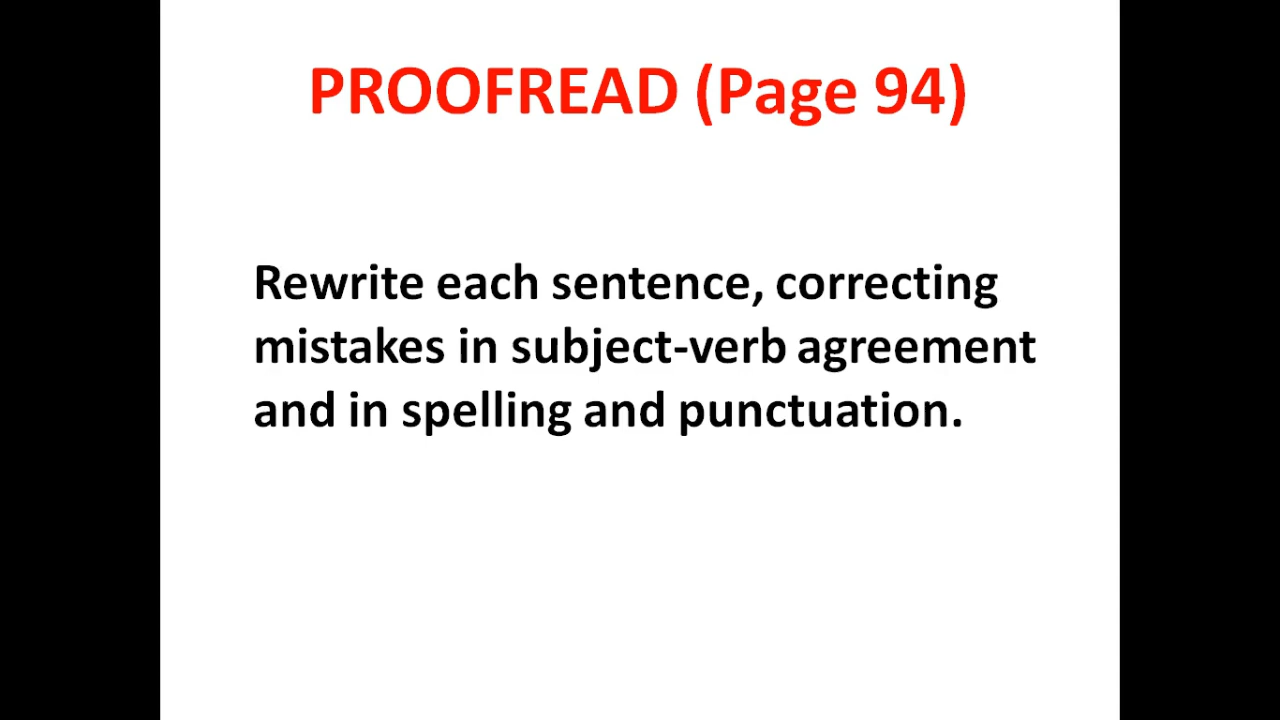 PROOFREAD (Page 94)
Rewrite each sentence, correcting
mistakes in subject-verb agreement
and in spelling and punctuation.